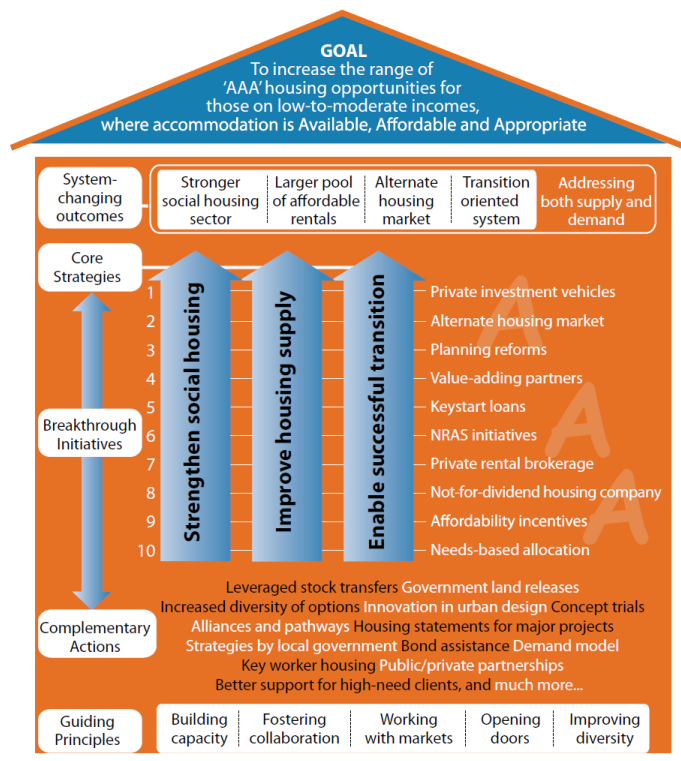 GOAL
To increase the range of
‘AAA’ housing opportunities for
those on low-to-moderate incomes,
where accommodation is Available, Affordable and Appropriate
System-
changing
outcomes
Stronger
social housing
sector
Larger pool
of affordable
rentals
Alternate
housing
market
Transition
oriented
system
Addressing
both supply and
demand
Core
Strategies
Strengthen social housing
Improve housing supply
Enable successful transition
Breakthrough
Initiatives
1 Private investment vehicles
2 Alternate housing market
3 Planning reforms
4 Value-adding partners
5 Keystart loans
6 NRAS initiatives
7 Private rental brokerage
8 Not-for-dividend housing company
9 Affordability incentives
10 Needs-based allocation
A
A
A
Complementary
Actions
Leveraged stock transfers Government land releases
Increased diversity of options Innovation in urban design Concept trials
Alliances and pathways Housing statements for major projects
Strategies by local government Bond assistance Demand model
Key worker housing Public/private partnerships
Better support for high-need clients, and much more...
Guiding
Principles
Building
capacity
Fostering
collaboration
Working
with markets
Opening
doors
Improving
diversity